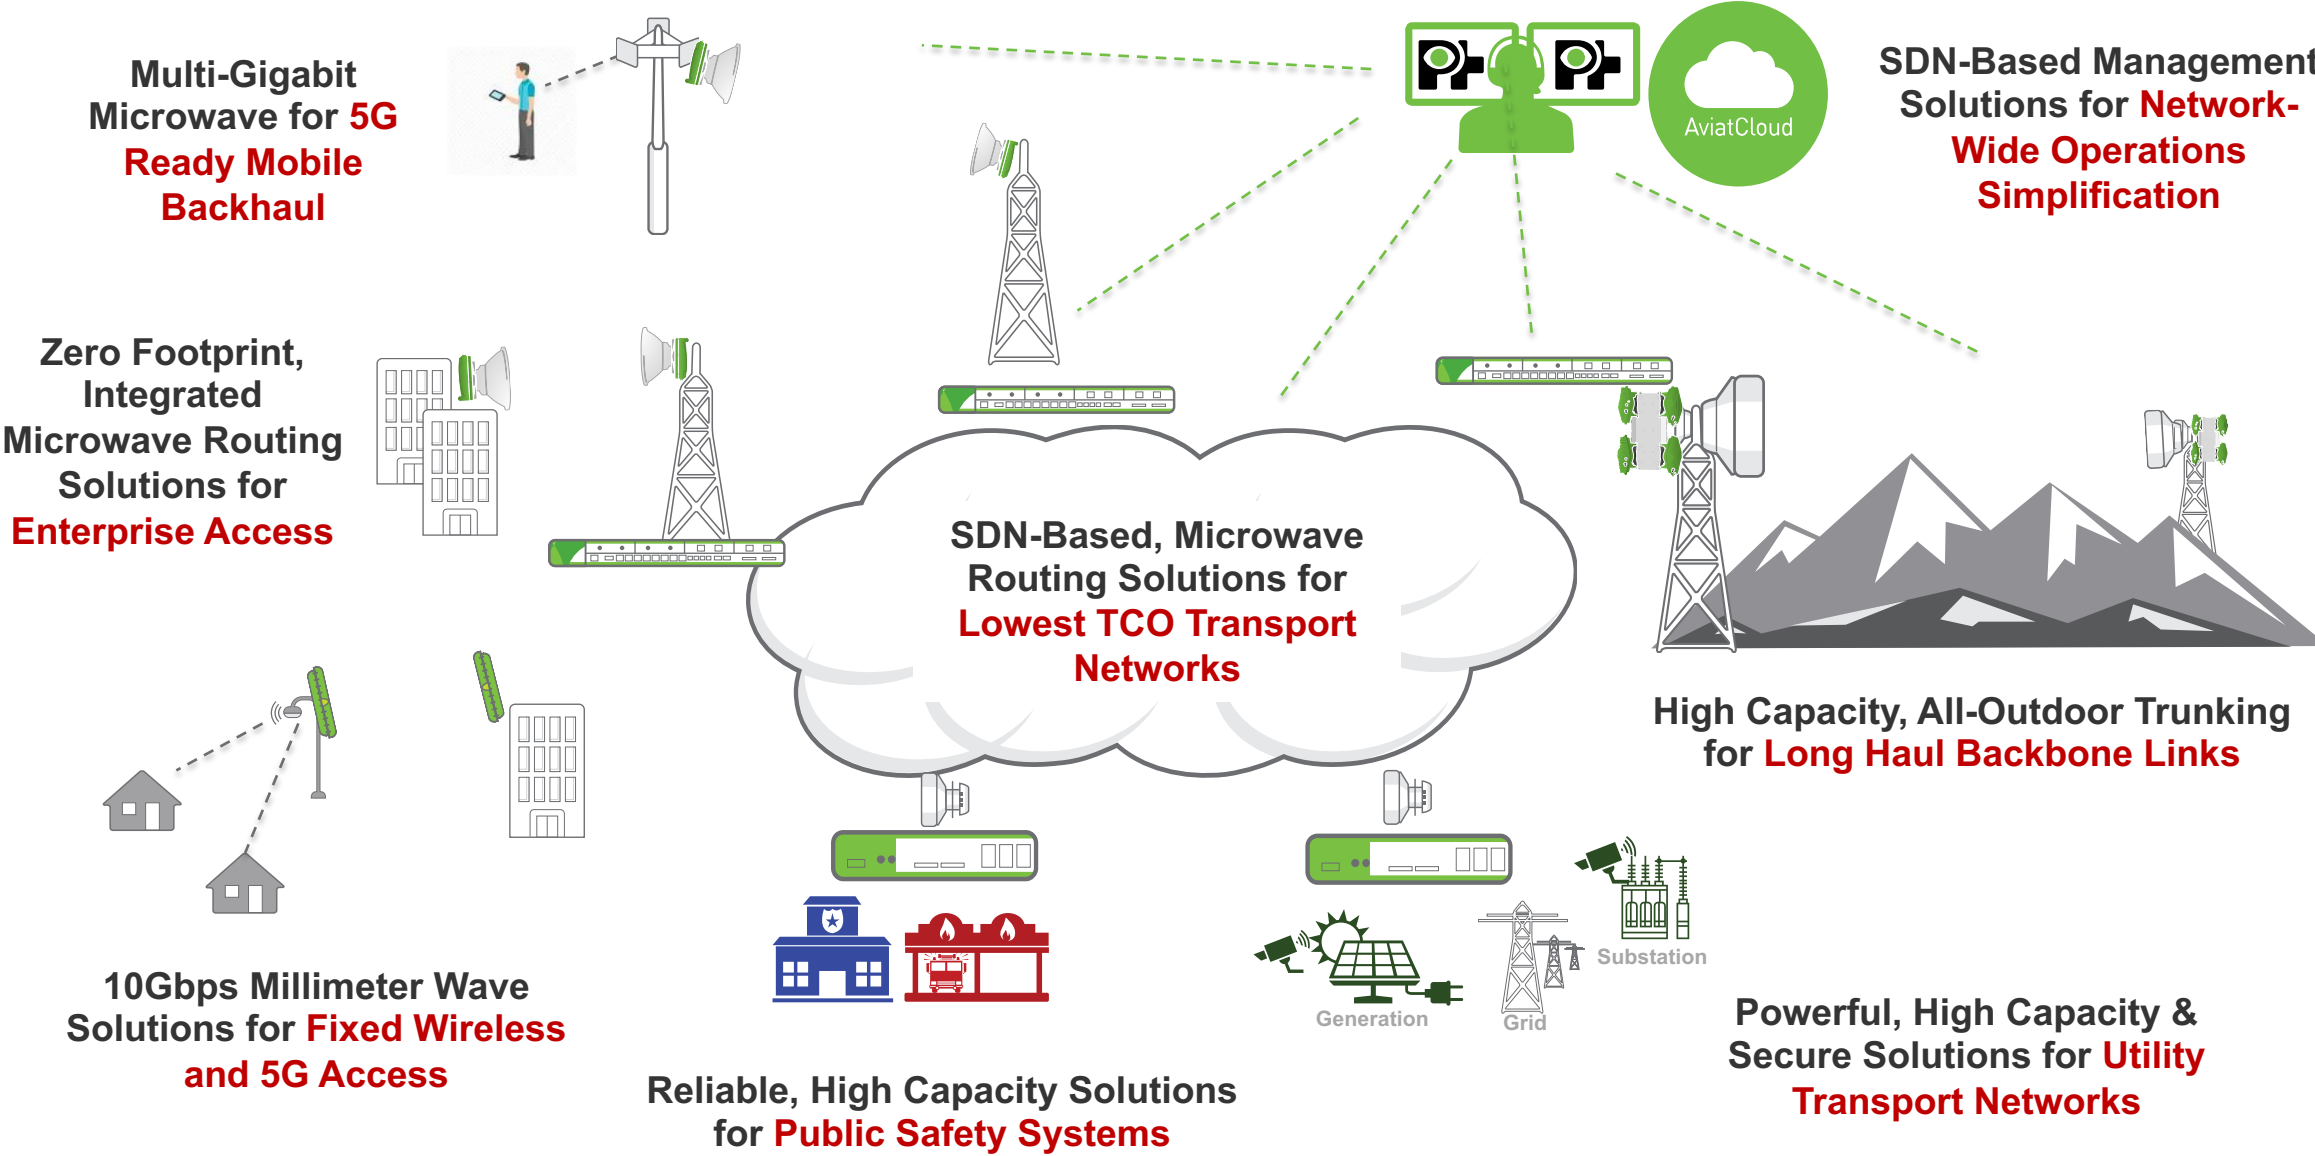 Multi-Gigabit
Microwave for 5G
Ready Mobile
Backhaul
AviatCloud
SDN-Based Management
Solutions for Network-
Wide Operations
Simplification
Zero Footprint,
Integrated
Microwave Routing
Solutions for
Enterprise Access
SDN-Based, Microwave
Routing Solutions for
Lowest TCO Transport
Networks
High Capacity, All-Outdoor Trunking
for Long Haul Backbone Links
10Gbps Millimeter Wave
Solutions for Fixed Wireless
and 5G Access
Reliable, High Capacity Solutions
for Public Safety Systems
Generation
Grid
Substation
Powerful, High Capacity &
Secure Solutions for Utility
Transport Networks